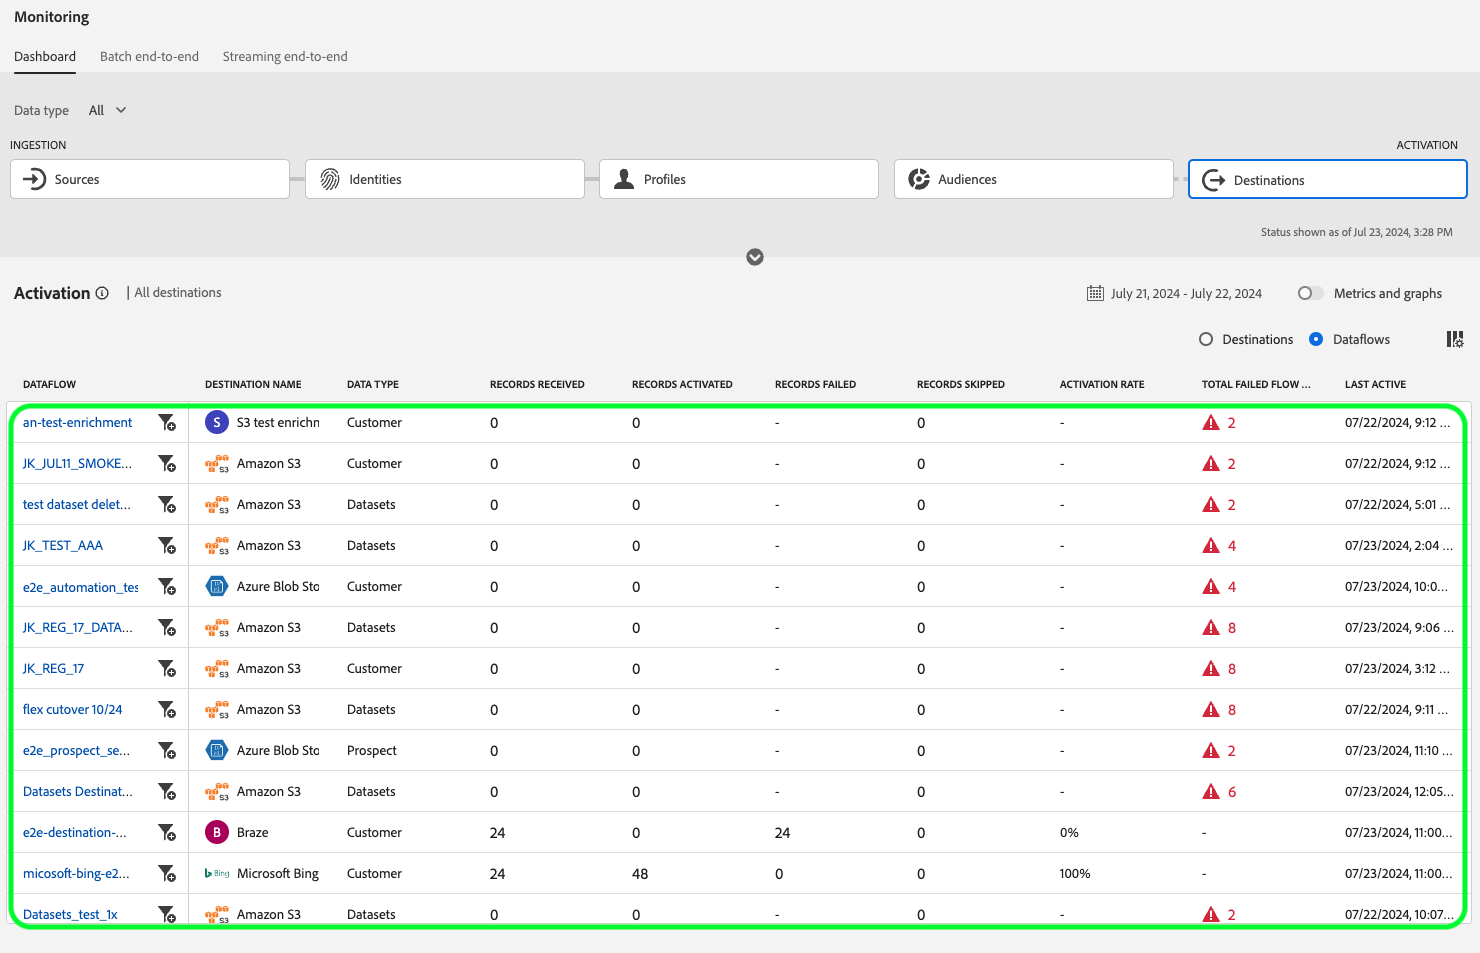 Monitoring
Dashboard Batch end-to-end Streaming end-to-end
Data type All
INGESTION ACTIVATION
Sources Identities Profiles Audiences Destinations
Status shown as of Jul 23, 2024, 3:28 PM
Activation | All destinations July 21, 2024 - July 22, 2024 Metrics and graphs
Destinations Dataflows
DATAFLOW DESTINATION NAME DATA TYPE RECORDS RECEIVED RECORDS ACTIVATED RECORDS FAILED RECORDS SKIPPED ACTIVATION RATE TOTAL FAILED FLOW ... LAST ACTIVE
an-test-enrichment S S3 test enrichn Customer 0 0 - 0 - 2 07/22/2024, 9:12 ...
JK_JUL11_SMOKE... S3 Amazon S3 Customer 0 0 - 0 - 2 07/22/2024, 9:12 ...
test dataset delet... S3 Amazon S3 Datasets 0 0 - 0 - 2 07/22/2024, 5:01 ...
JK_TEST_AAA S3 Amazon S3 Datasets 0 0 - 0 - 4 07/23/2024, 2:04 ...
e2e_automation_tes Azure Blob Sto Customer 0 0 - 0 - 4 07/23/2024, 10:0...
JK_REG_17_DATA... S3 Amazon S3 Datasets 0 0 - 0 - 8 07/23/2024, 9:06 ...
JK_REG_17 S3 Amazon S3 Customer 0 0 - 0 - 8 07/23/2024, 3:12 ...
flex cutover 10/24 S3 Amazon S3 Datasets 0 0 - 0 - 8 07/22/2024, 9:11 ...
e2e_prospect_se... Azure Blob Sto Prospect 0 0 - 0 - 2 07/23/2024, 11:10 ...
Datasets Destinat... S3 Amazon S3 Datasets 0 0 - 0 - 6 07/23/2024, 12:05...
e2e-destination-... B Braze Customer 24 0 24 0 0% - 07/23/2024, 11:00...
micosoft-bing-e2... Bing Microsoft Bing Customer 24 48 0 0 100% - 07/23/2024, 11:00...
Datasets_test_1x S3 Amazon S3 Datasets 0 0 - 0 - 2 07/22/2024, 10:07...